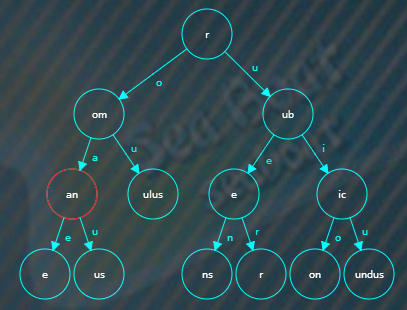 r
o u
om ub
a u e i
an ulus e ic
e u n r o u
e us ns r on undus